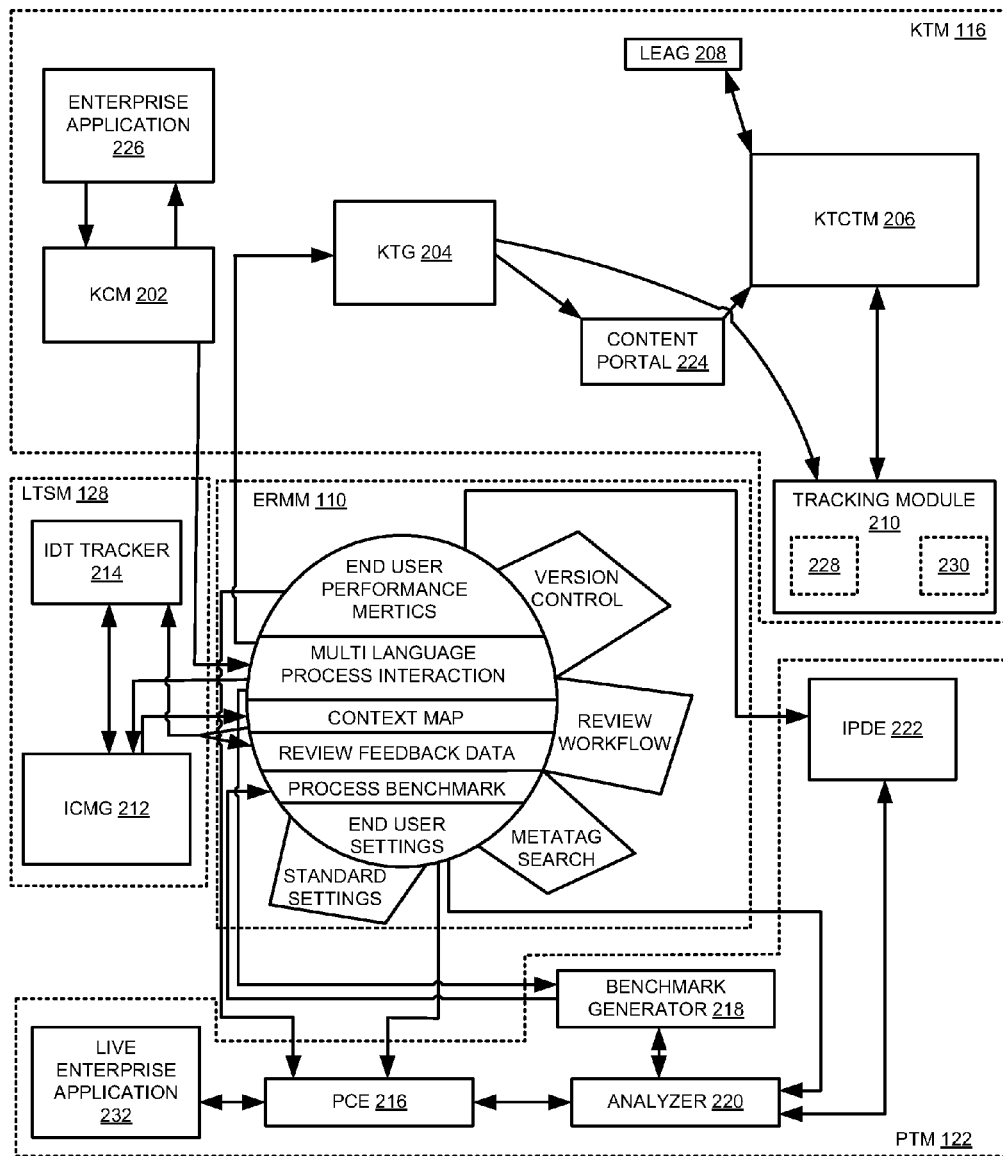 KTM 116
LEAG 208
ENTERPRISE
APPLICATION
226
KTCTM
206
KTG 204
KCM 202
CONTENT
PORTAL 224
LTSM 128
ERMM 110
TRACKING MODULE
210
228
230
IDT TRACKER
214
END USER
PERFORMANCE
MERTICS
VERSION
CONTROL
MULTI LANGUAGE
PROCESS INTERACTION
CONTEXT MAP
REVIEW
WORKFLOW
IPDE 222
REVIEW FEEDBACK DATA
PROCESS BENCHMARK
ICMG 212
END USER
SETTINGS
METATAG
SEARCH
STANDARD
SETTINGS
BENCHMARK
GENERATOR 218
LIVE
ENTERPRISE
APPLICATION
232
PCE 216
ANALYZER 220
PTM 122